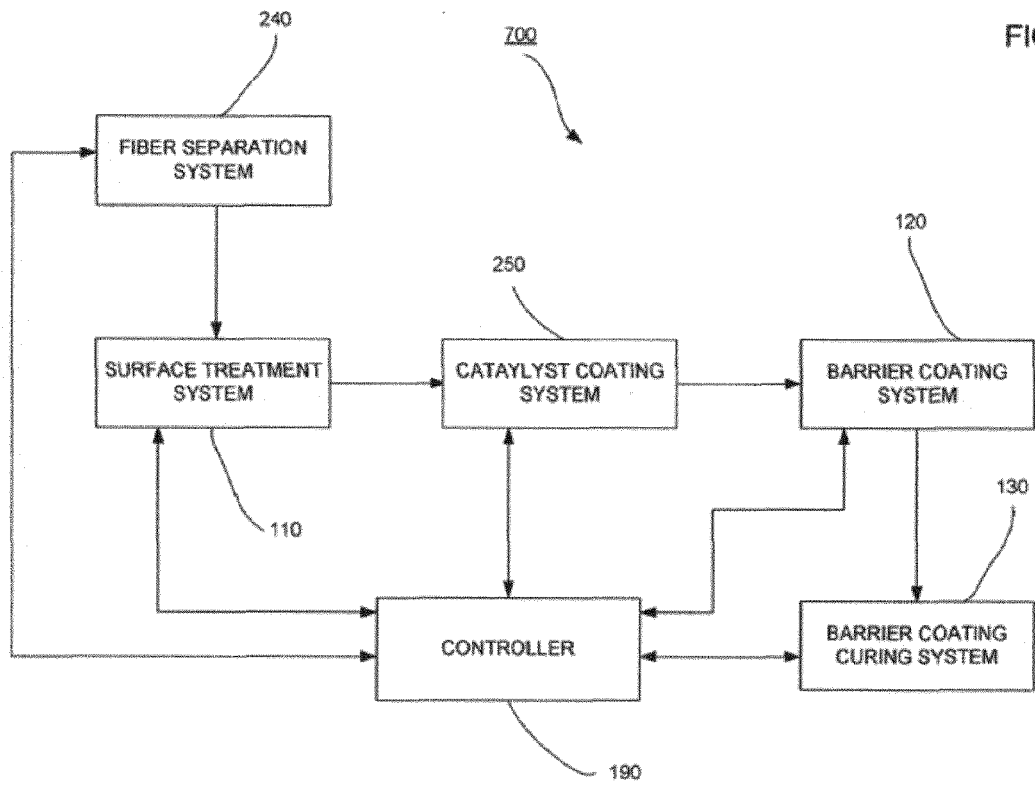 240
700
FIG
FIBER SEPARATION
SYSTEM
120
250
SURFACE TREATMENT
SYSTEM
CATAYLYST COATING
SYSTEM
BARRIER COATING
SYSTEM
130
110
CONTROLLER
BARRIER COATING
CURING SYSTEM
190